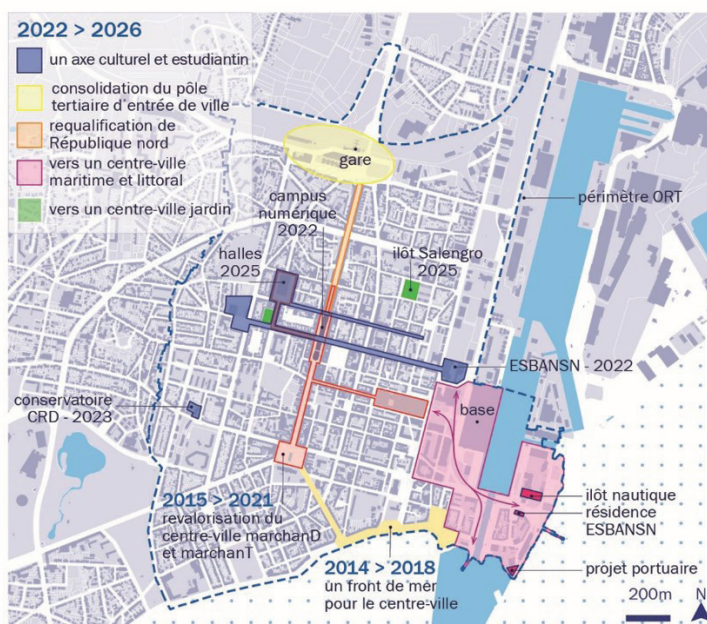 2022 > 2026
un axe culturel et estudiantin
consolidation du pôle
tertiaire d'entrée de ville
requalification de
République nord
vers un centre-ville
maritime et littoral
vers un centre-ville jardin
gare
campus
numérique
2022
périmètre ORT
halles
2025
ilôt Salengro
2025
ESBANSN - 2022
conservatoire
CRD - 2023
base
2015 > 2021
revalorisation du
centre-ville marchanD
et marchanT
ilôt nautique
résidence
ESBANSN
2014 > 2018
un front de mer
pour le centre-ville
projet portuaire
200m
N